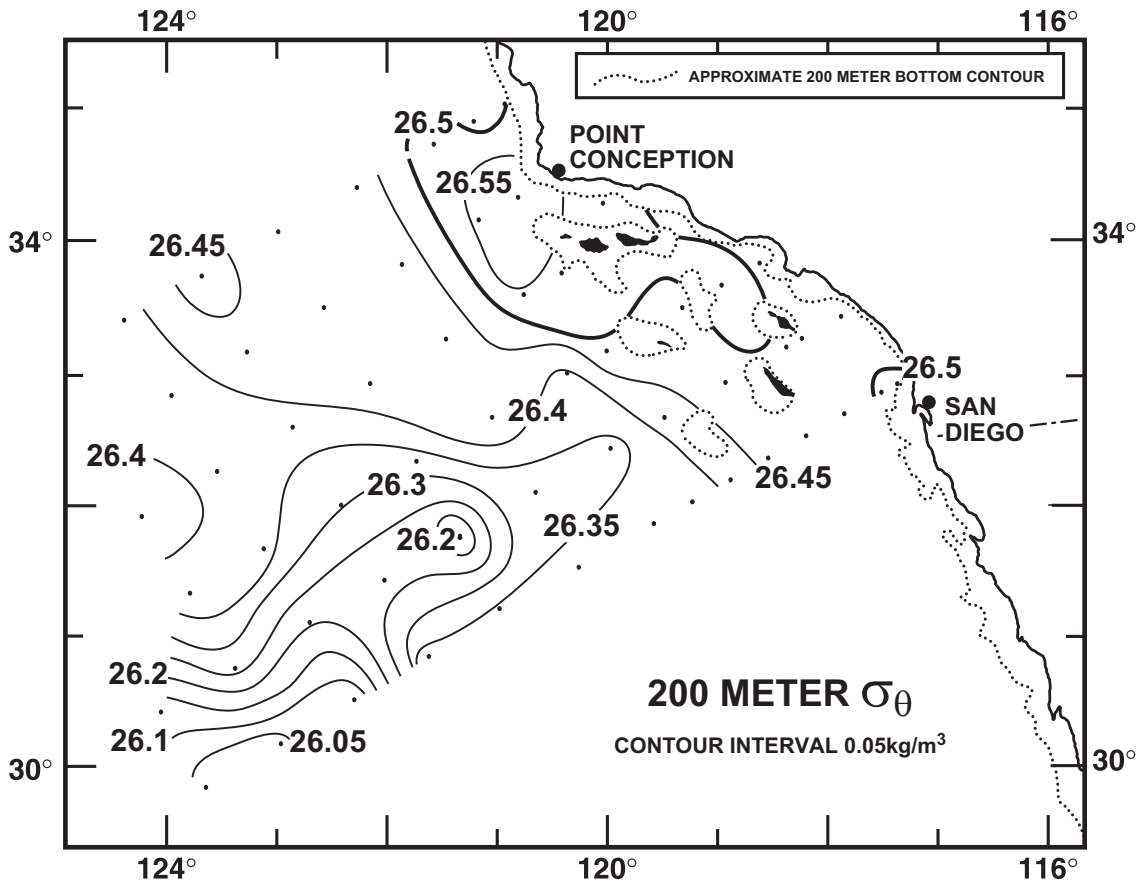 124° 120° 116°
APPROXIMATE 200 METER BOTTOM CONTOUR
26.5
POINT
CONCEPTION
26.55
34° 26.45 34°
26.5
26.4
SAN
DIEGO
26.4
26.3
26.45
26.35
26.2
26.2
200 METER σθ
26.1 26.05
CONTOUR INTERVAL 0.05kg/m³
30° 30°
124° 120° 116°